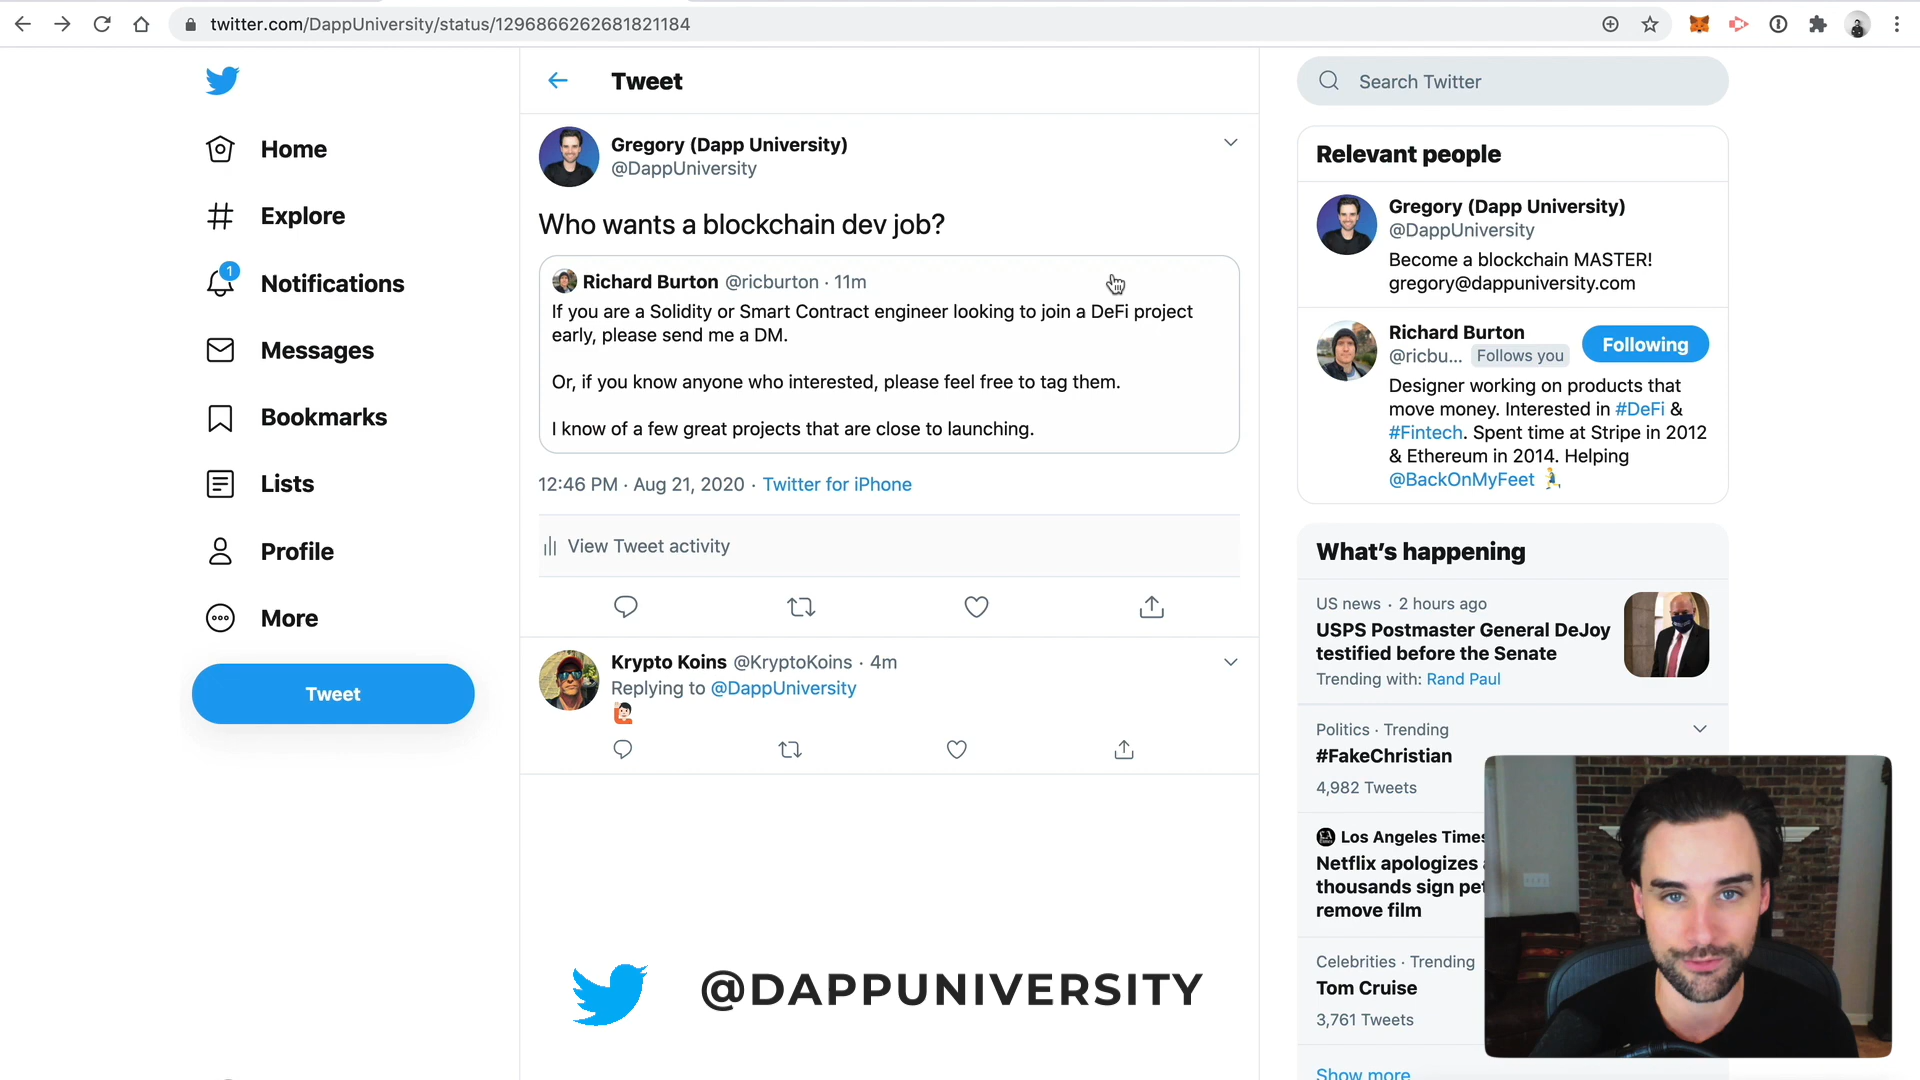 twitter.com/DappUniversity/status/1296866262681821184
Home
Explore
1
Notifications
Messages
Bookmarks
Lists
Profile
More
Tweet
Tweet
Gregory (Dapp University)
@DappUniversity
Who wants a blockchain dev job?
Richard Burton @ricburton · 11m
If you are a Solidity or Smart Contract engineer looking to join a DeFi project
early, please send me a DM.
Or, if you know anyone who interested, please feel free to tag them.
I know of a few great projects that are close to launching.
12:46 PM · Aug 21, 2020 · Twitter for iPhone
View Tweet activity
Krypto Koins @KryptoKoins · 4m
Replying to @DappUniversity
@DAPPUNIVERSITY
Search Twitter
Relevant people
Gregory (Dapp University)
@DappUniversity
Become a blockchain MASTER!
gregory@dappuniversity.com
Richard Burton
@ricbu... Follows you
Following
Designer working on products that
move money. Interested in #DeFi &
#Fintech. Spent time at Stripe in 2012
& Ethereum in 2014. Helping
@BackOnMyFeet
What's happening
US news · 2 hours ago
USPS Postmaster General DeJoy
testified before the Senate
Trending with: Rand Paul
Politics · Trending
#FakeChristian
4,982 Tweets
Los Angeles Times
Netflix apologizes
thousands sign pet
remove film
Celebrities · Trending
Tom Cruise
3,761 Tweets
Show more